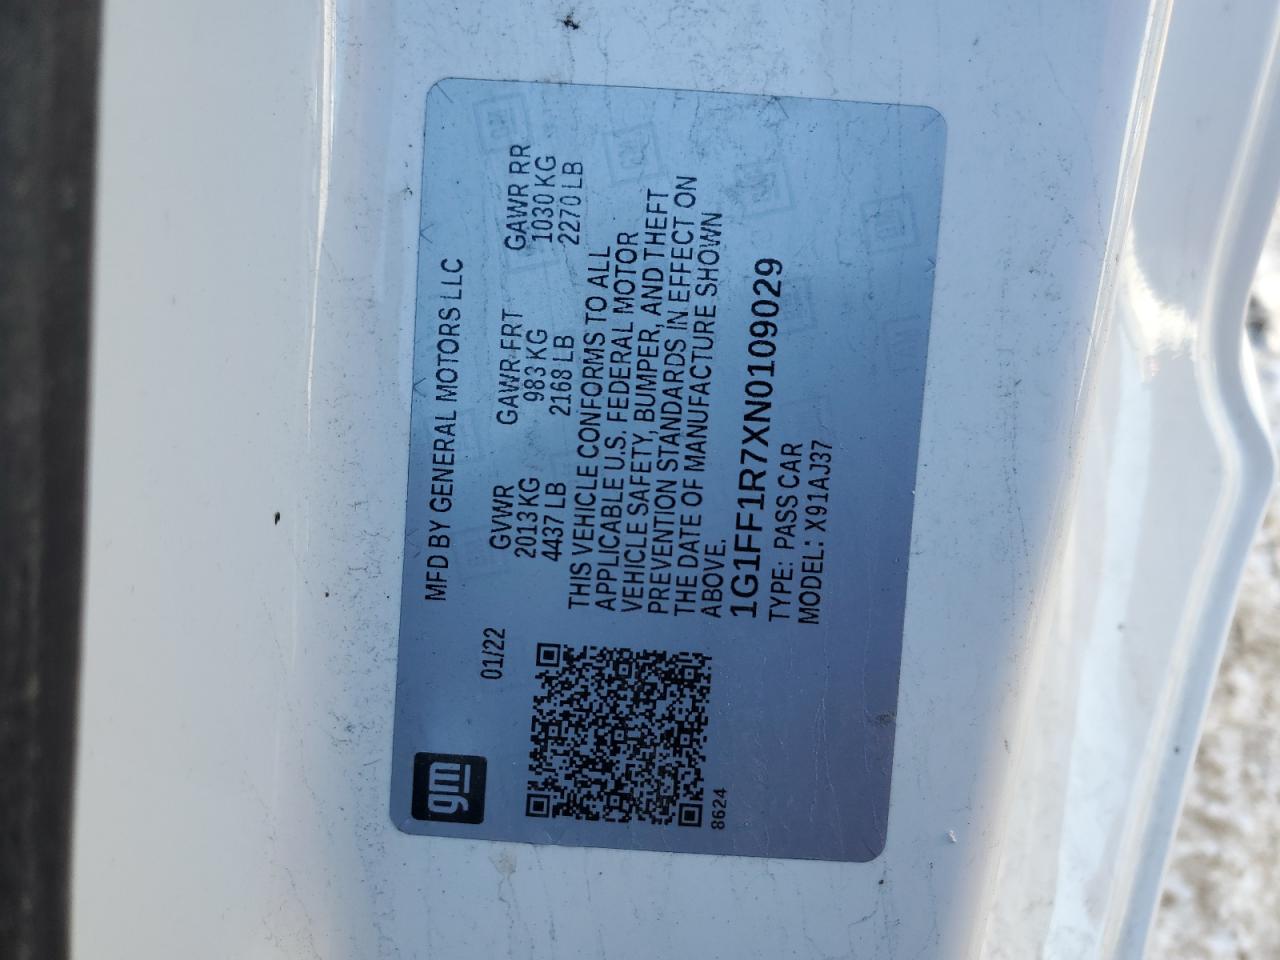 gm
01/22
MFD BY GENERAL MOTORS LLC
GVWR GAWR FRT GAWR RR
2013 KG 983 KG 1030 KG
4437 LB 2168 LB 2270 LB
THIS VEHICLE CONFORMS TO ALL
APPLICABLE U.S. FEDERAL MOTOR
VEHICLE SAFETY, BUMPER, AND THEFT
PREVENTION STANDARDS IN EFFECT ON
THE DATE OF MANUFACTURE SHOWN
ABOVE.
1G1FF1R7XN0109029
TYPE: PASS CAR
MODEL: X91AJ37
8624